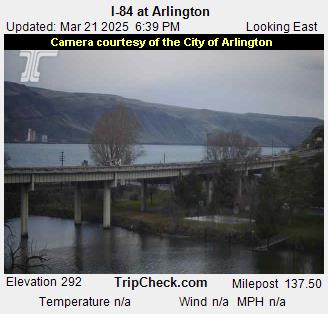 I-84 at Arlington
Updated: Mar 21 2025 6:39 PM Looking East
Camera courtesy of the City of Arlington
Elevation 292 TripCheck.com Milepost 137.50
Temperature n/a Wind n/a MPH n/a